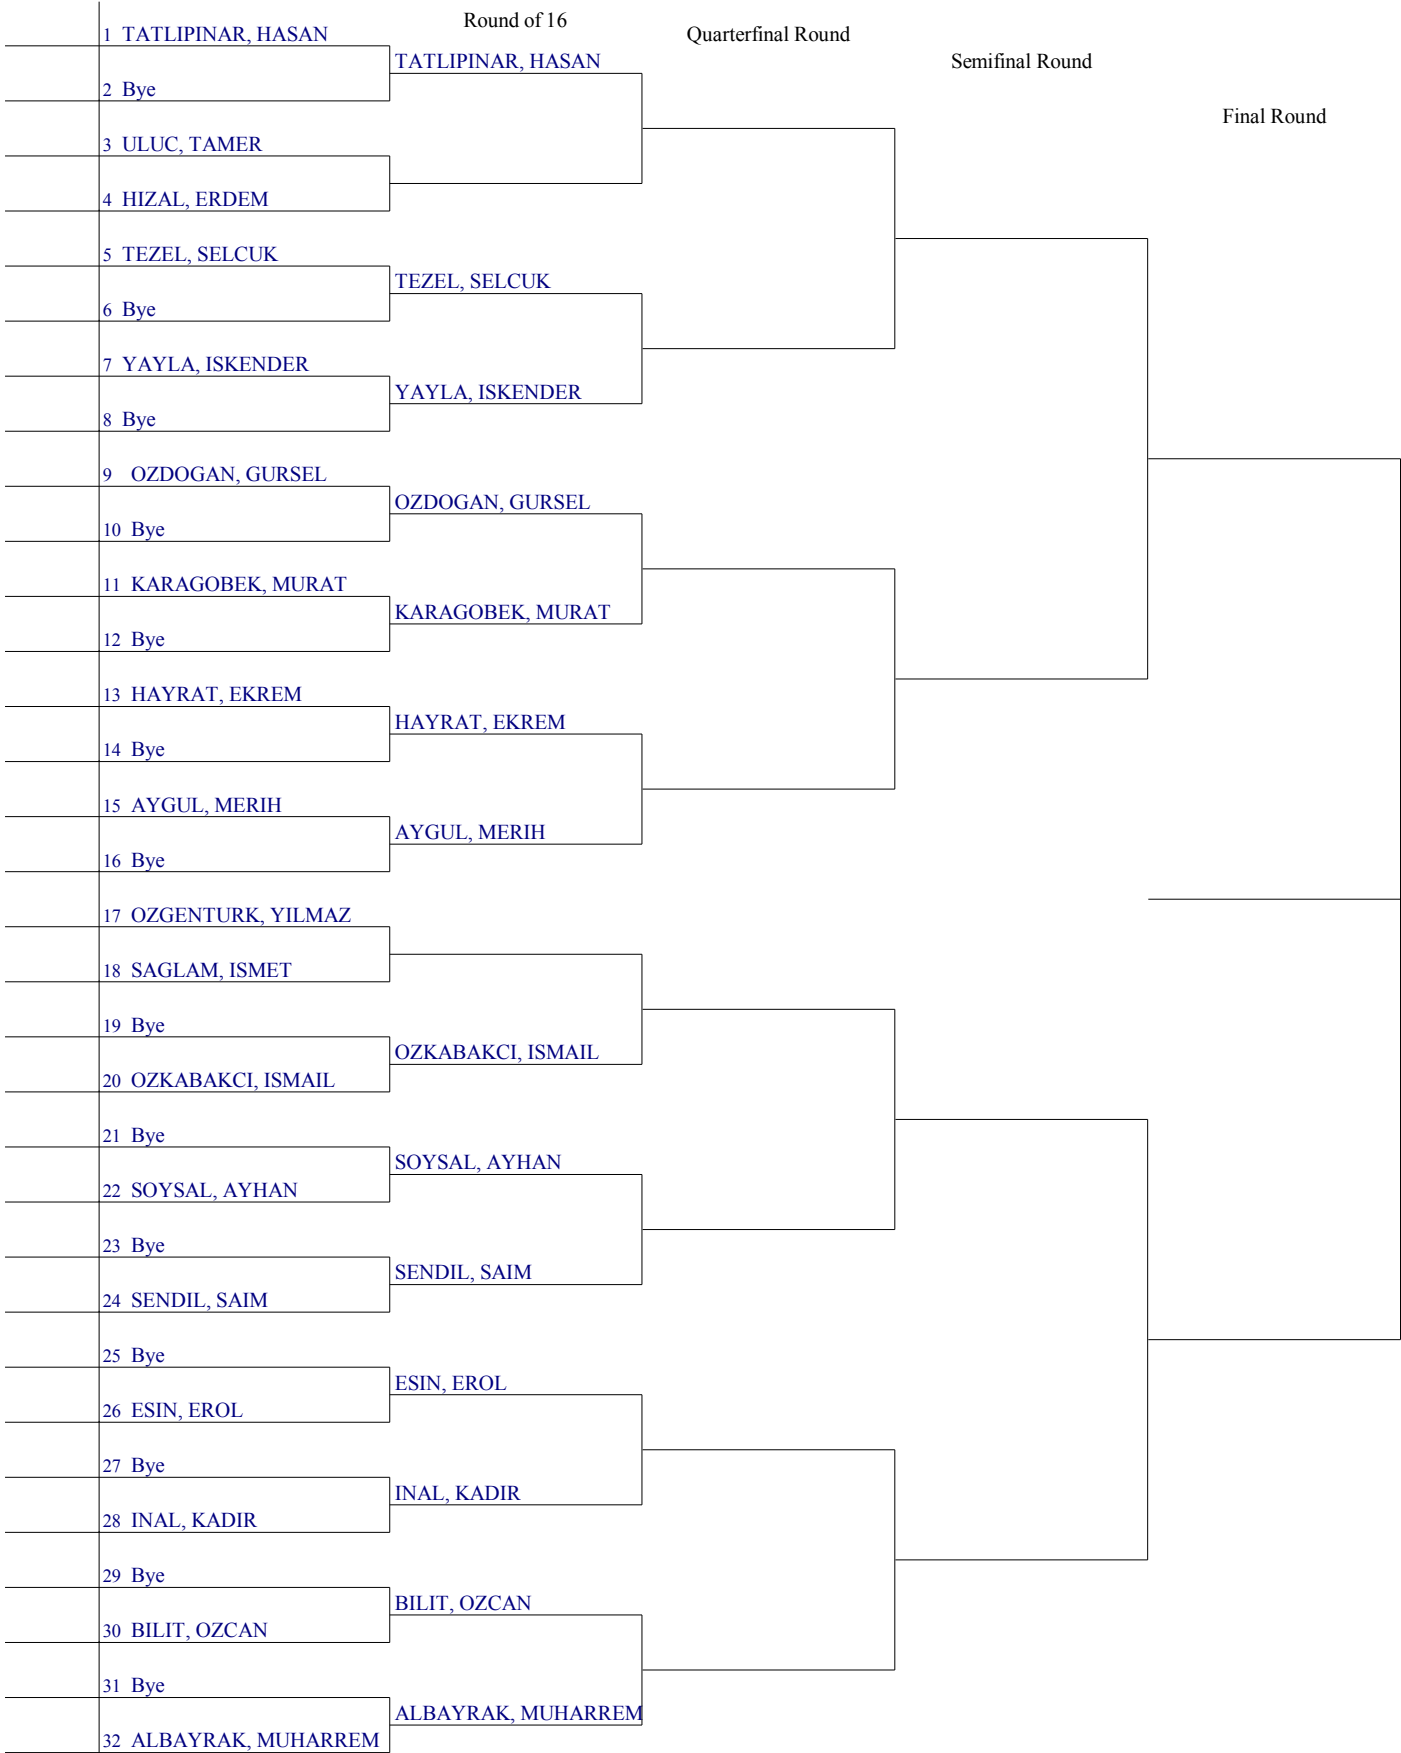 Round of 16
Quarterfinal Round
Semifinal Round
Final Round
1 TATLIPINAR, HASAN
2 Bye
3 ULUC, TAMER
4 HIZAL, ERDEM
5 TEZEL, SELCUK
6 Bye
7 YAYLA, ISKENDER
8 Bye
9 OZDOGAN, GURSEL
10 Bye
11 KARAGOBEK, MURAT
12 Bye
13 HAYRAT, EKREM
14 Bye
15 AYGUL, MERIH
16 Bye
17 OZGENTURK, YILMAZ
18 SAGLAM, ISMET
19 Bye
20 OZKABAKCI, ISMAIL
21 Bye
22 SOYSAL, AYHAN
23 Bye
24 SENDIL, SAIM
25 Bye
26 ESIN, EROL
27 Bye
28 INAL, KADIR
29 Bye
30 BILIT, OZCAN
31 Bye
32 ALBAYRAK, MUHARREM
TATLIPINAR, HASAN
TEZEL, SELCUK
YAYLA, ISKENDER
OZDOGAN, GURSEL
KARAGOBEK, MURAT
HAYRAT, EKREM
AYGUL, MERIH
OZKABAKCI, ISMAIL
SOYSAL, AYHAN
SENDIL, SAIM
ESIN, EROL
INAL, KADIR
BILIT, OZCAN
ALBAYRAK, MUHARREM